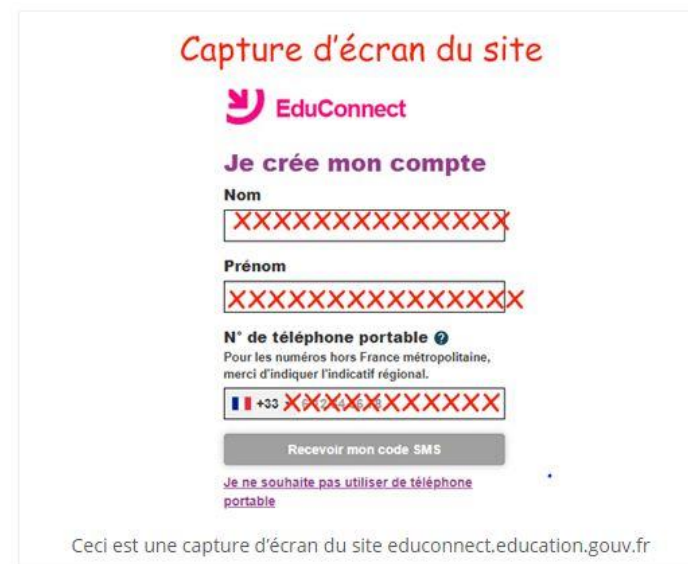 Capture d'écran du site
EduConnect
Je crée mon compte
Nom
XXXXXXXXXXXXXX
Prénom
XXXXXXXXXXXXXXX
N° de téléphone portable ?
Pour les numéros hors France métropolitaine,
merci d'indiquer l'indicatif régional.
+33 XXXXXXXXXXX
Recevoir mon code SMS
Je ne souhaite pas utiliser de téléphone
portable
Ceci est une capture d'écran du site educonnect.education.gouv.fr